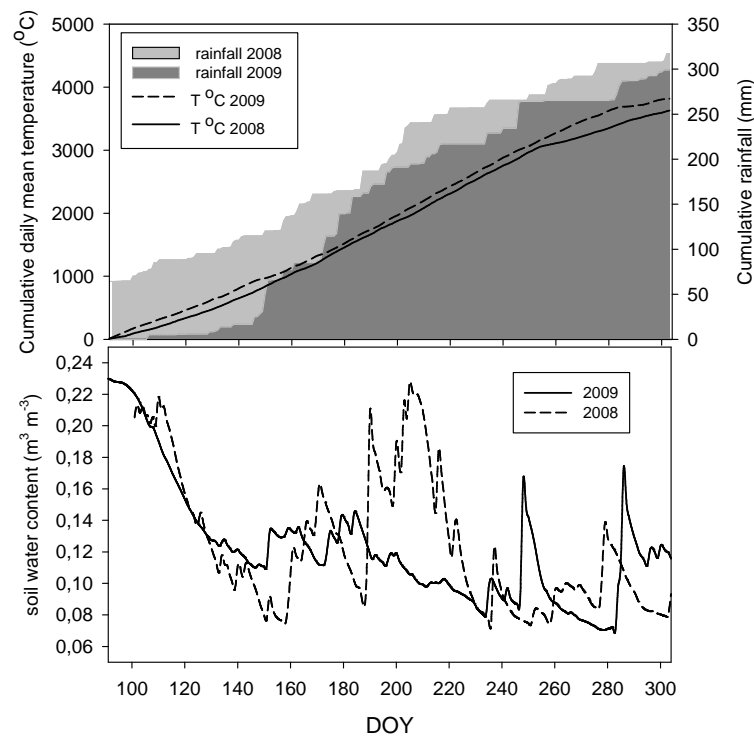 Cumulative daily mean temperature (°C)
5000
4000
3000
2000
1000
0
rainfall 2008
rainfall 2009
T °C 2009
T °C 2008
350
300
250
200
150
100
50
0
Cumulative rainfall (mm)
soil water content (m³ m⁻³)
0,24
0,22
0,20
0,18
0,16
0,14
0,12
0,10
0,08
0,06
2009
2008
100 120 140 160 180 200 220 240 260 280 300
DOY